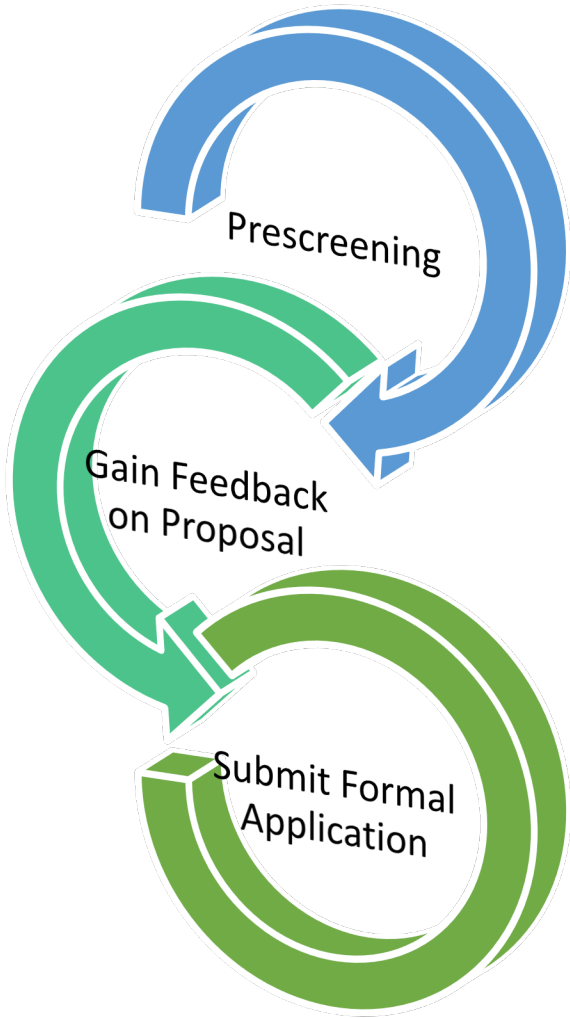 Prescreening
Gain Feedback
on Proposal
Submit Formal
Application